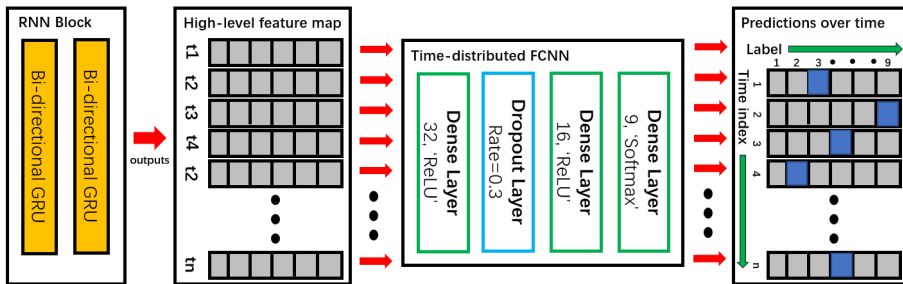 RNN Block
Bi-directional GRU
Bi-directional GRU
outputs
High-level feature map
t1
t2
t3
t4
t2
tn
Time-distributed FCNN
Dense Layer
32, 'ReLU'
Dropout Layer
Rate=0.3
Dense Layer
16, 'ReLU'
Dense Layer
9, 'Softmax'
Predictions over time
Label
1 2 3 • • • 9
Time index
1
2
3
4
n